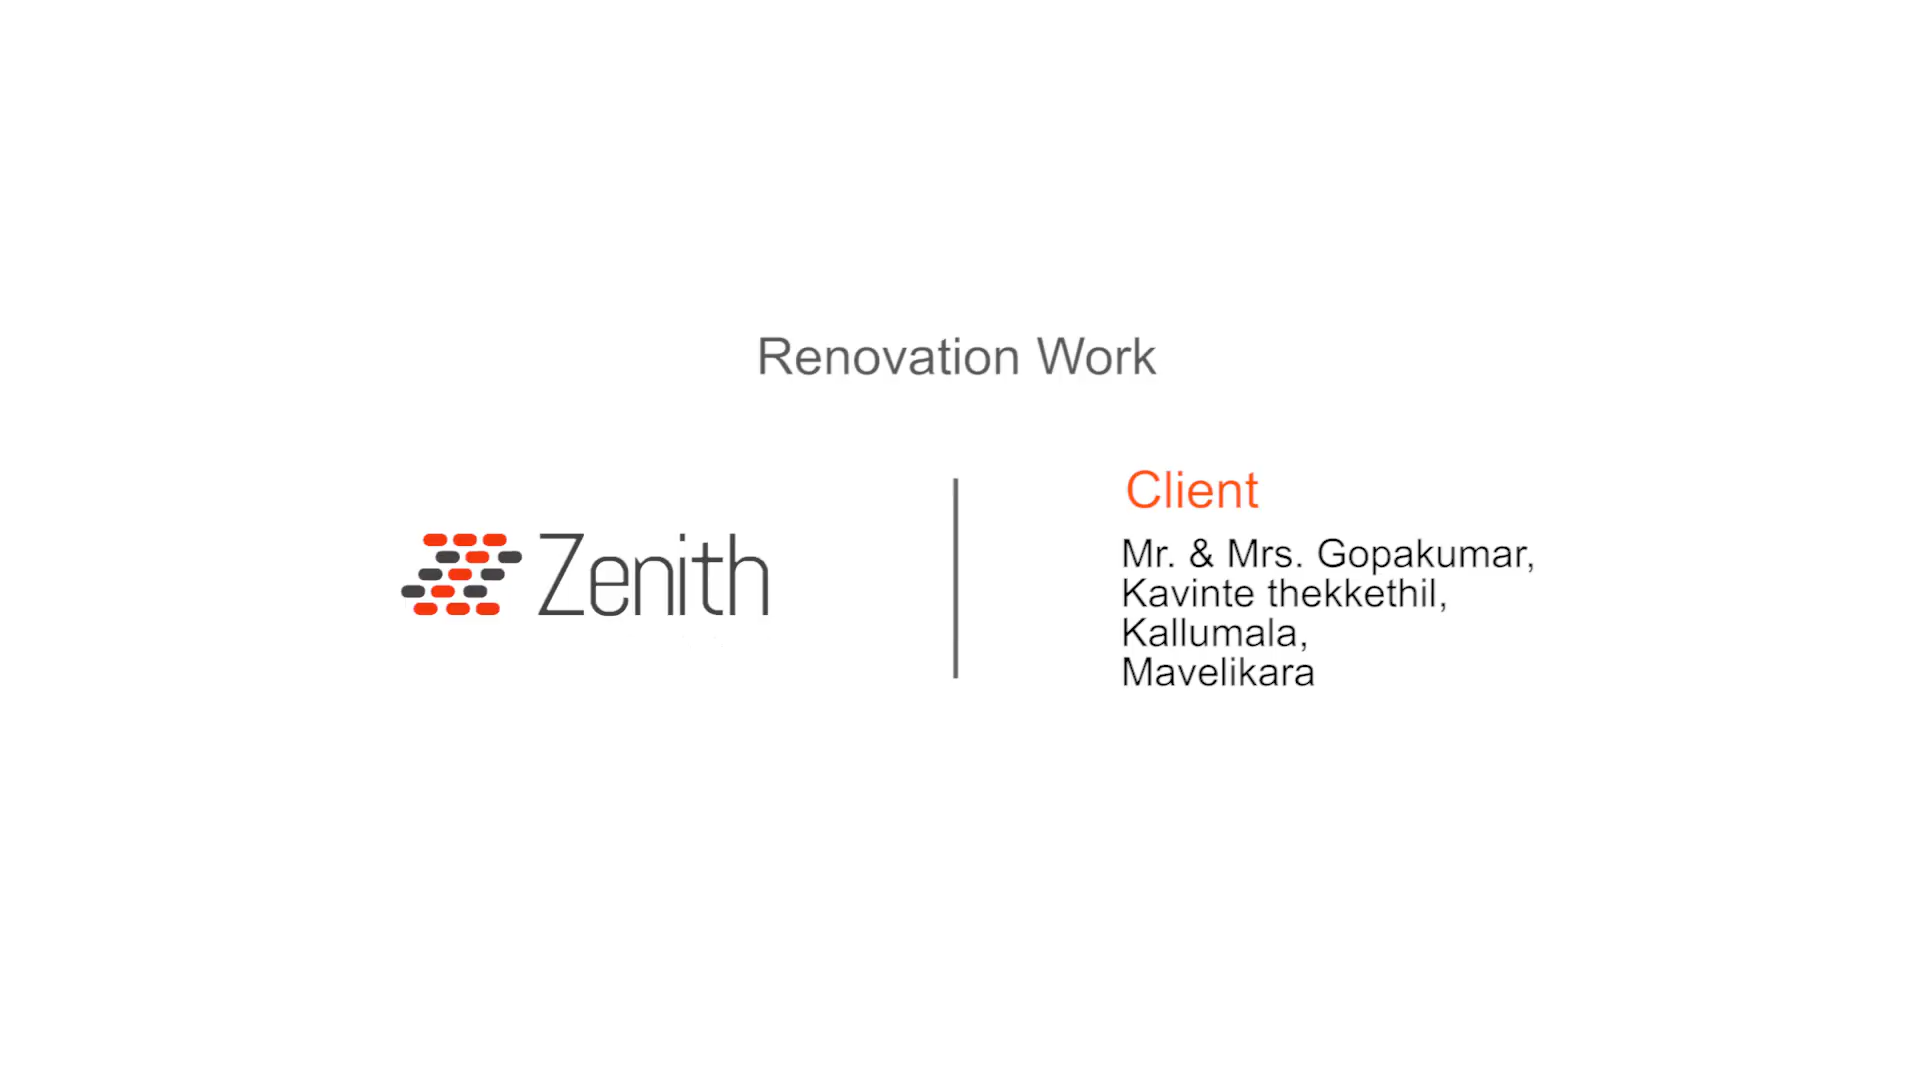 Renovation Work
Zenith
Client
Mr. & Mrs. Gopakumar,
Kavinte thekkethil,
Kallumala,
Mavelikara